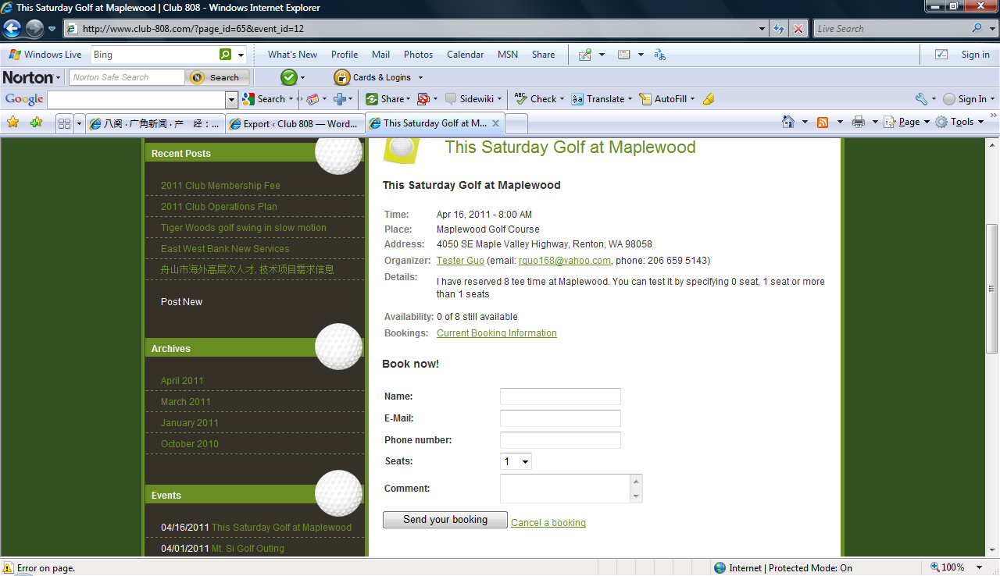 This Saturday Golf at Maplewood | Club 808 - Windows Internet Explorer
http://www.club-808.com/?page_id=65&event_id=12
Live Search
Windows Live Bing What's New Profile Mail Photos Calendar MSN Share Sign in
Norton Norton Safe Search Search Cards & Logins
Google Search Share Sidewiki ABC Check Translate AutoFill Sign In
八阕 · 广角新闻 · 产 经：... Export ‹ Club 808 — Word... This Saturday Golf at M... Page Tools
Recent Posts
2011 Club Membership Fee
2011 Club Operations Plan
Tiger Woods golf swing in slow motion
East West Bank New Services
舟山市海外高层次人才, 技术项目需求信息
Post New
Archives
April 2011
March 2011
January 2011
October 2010
Events
04/16/2011 This Saturday Golf at Maplewood
04/01/2011 Mt. Si Golf Outing
This Saturday Golf at Maplewood
This Saturday Golf at Maplewood
Time: Apr 16, 2011 - 8:00 AM
Place: Maplewood Golf Course
Address: 4050 SE Maple Valley Highway, Renton, WA 98058
Organizer: Tester Guo (email: rguo168@yahoo.com, phone: 206 659 5143)
Details: I have reserved 8 tee time at Maplewood. You can test it by specifying 0 seat, 1 seat or more
than 1 seats
Availability: 0 of 8 still available
Bookings: Current Booking Information
Book now!
Name:
E-Mail:
Phone number:
Seats: 1
Comment:
Send your booking Cancel a booking
Error on page. Internet | Protected Mode: On 100%